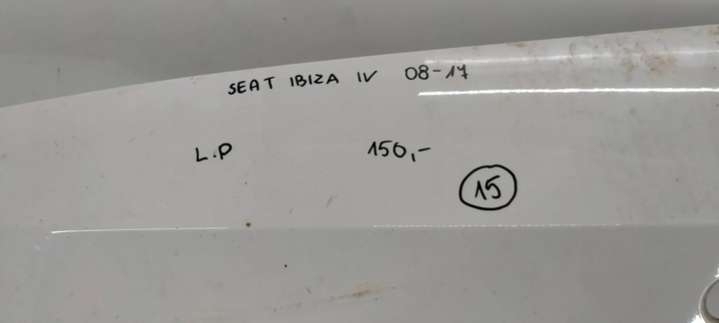 SEAT IBIZA IV 08-17
L.P 150,-
15